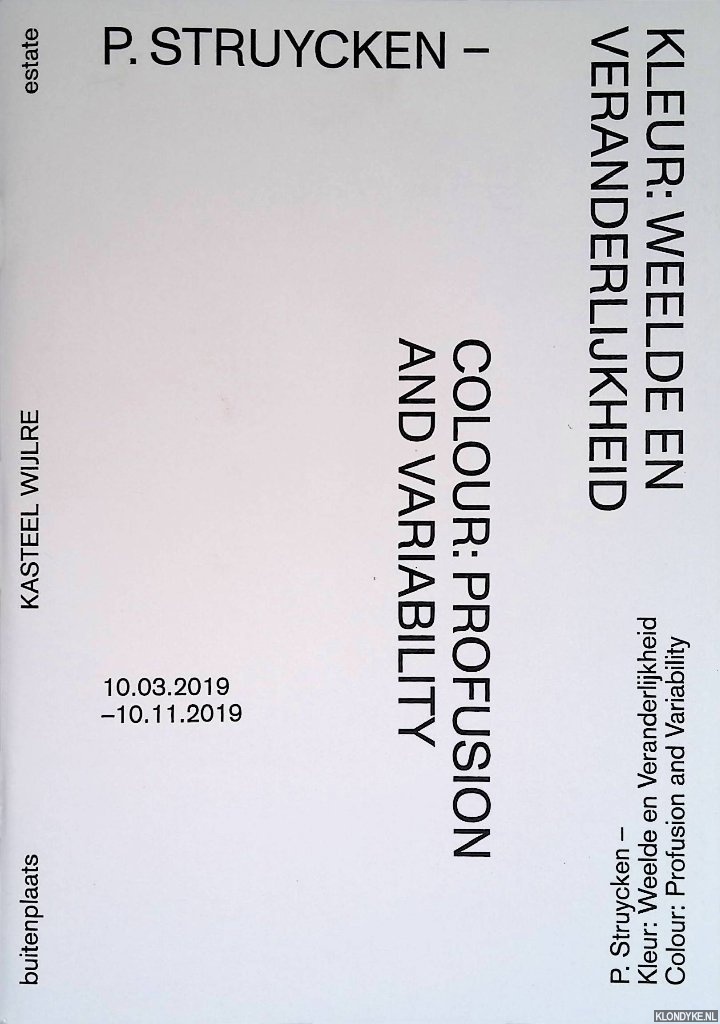 P. STRUYCKEN –
KLEUR: WEELDE EN
VERANDERLIJKHEID
COLOUR: PROFUSION
AND VARIABILITY
10.03.2019
–10.11.2019
buitenplaats
KASTEEL WIJLRE
estate
P. Struycken –
Kleur: Weelde en Veranderlijkheid
Colour: Profusion and Variability
KLONDYKE.NL